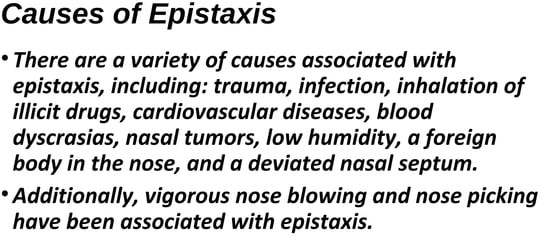 Causes of Epistaxis
• There are a variety of causes associated with
epistaxis, including: trauma, infection, inhalation of
illicit drugs, cardiovascular diseases, blood
dyscrasias, nasal tumors, low humidity, a foreign
body in the nose, and a deviated nasal septum.
• Additionally, vigorous nose blowing and nose picking
have been associated with epistaxis.